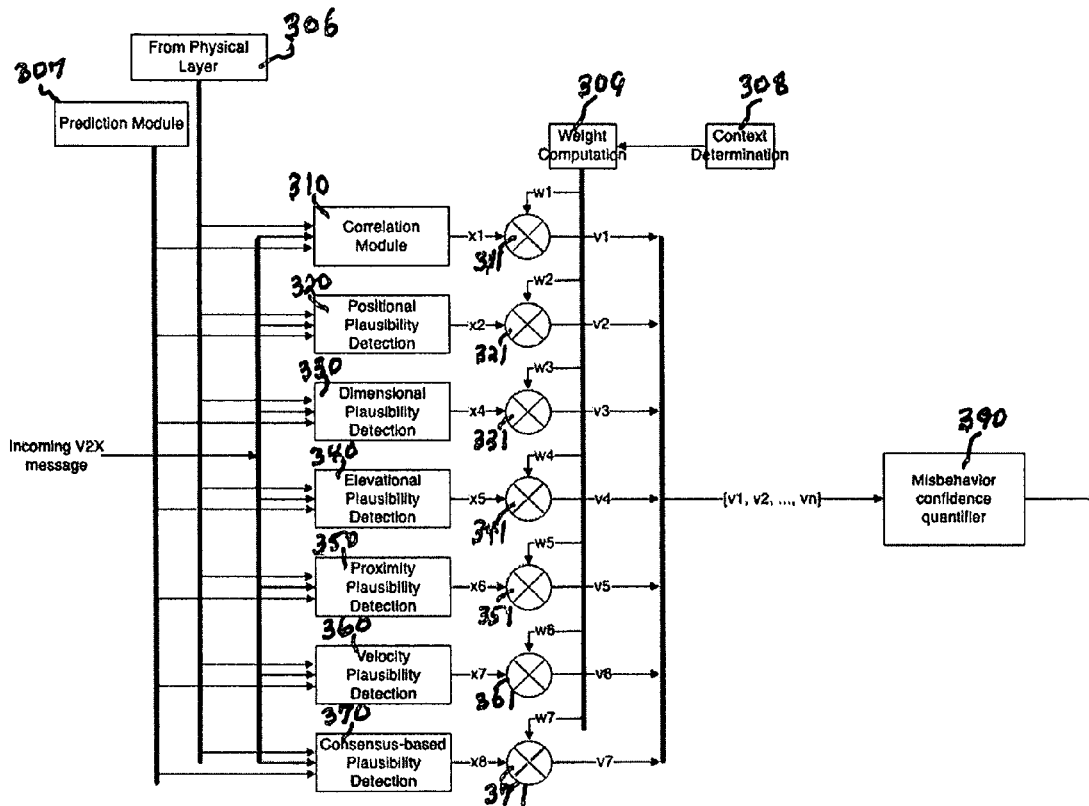 306
From Physical
Layer
307
Prediction Module
309
Weight
Computation
308
Context
Determination
310
Correlation
Module
x1
w1
311
v1
320
Positional
Plausibility
Detection
x2
w2
321
v2
330
Dimensional
Plausibility
Detection
x4
w3
331
v3
Incoming V2X
message
340
Elevational
Plausibility
Detection
x5
w4
341
v4
{v1, v2, ..., vn}
390
Misbehavior
confidence
quantifier
350
Proximity
Plausibility
Detection
x6
w5
351
v5
360
Velocity
Plausibility
Detection
x7
w6
361
v6
370
Consensus-based
Plausibility
Detection
x8
w7
371
v7